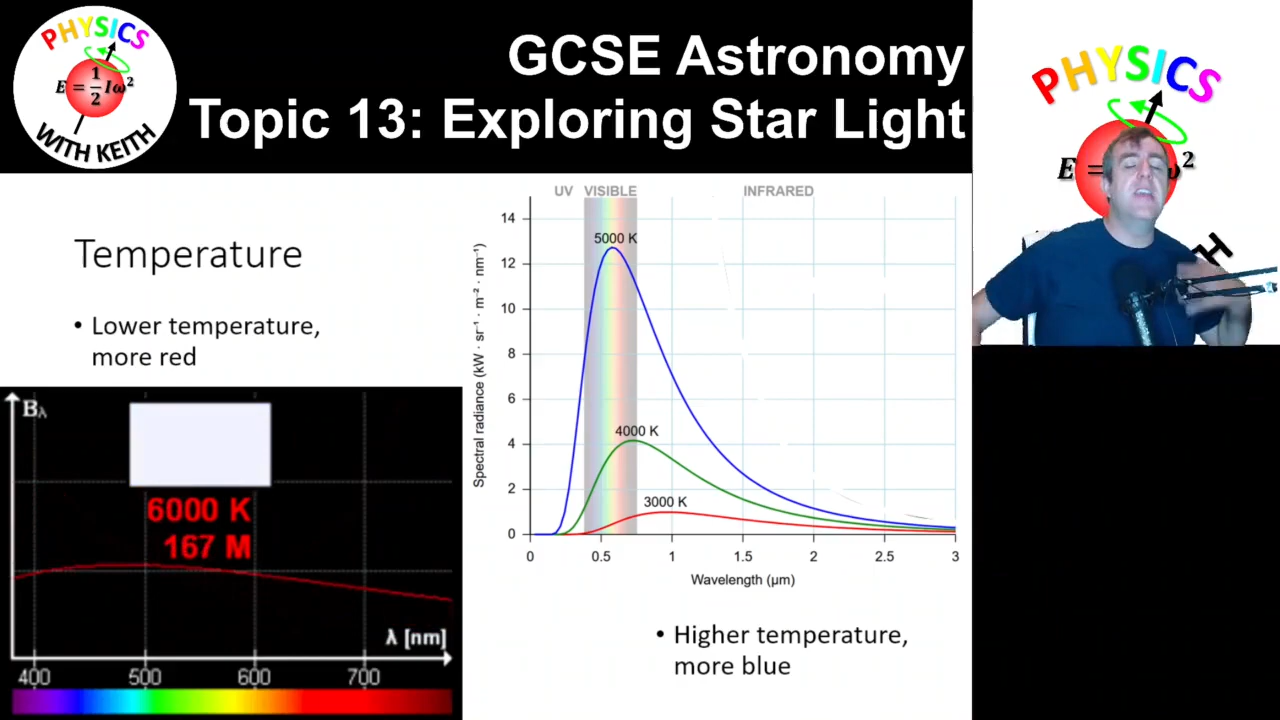 PHYSICS
E = 1/2 Iω²
WITH KEITH
GCSE Astronomy
Topic 13: Exploring Star Light
PHYSICS
E = ω²
H
Temperature
• Lower temperature,
more red
Bλ
6000 K
167 M
λ [nm]
400 500 600 700
UV VISIBLE INFRARED
Spectral radiance (kW · sr⁻¹ · m⁻² · nm⁻¹)
14
12
10
8
6
4
2
0
5000 K
4000 K
3000 K
0 0.5 1 1.5 2 2.5 3
Wavelength (μm)
• Higher temperature,
more blue